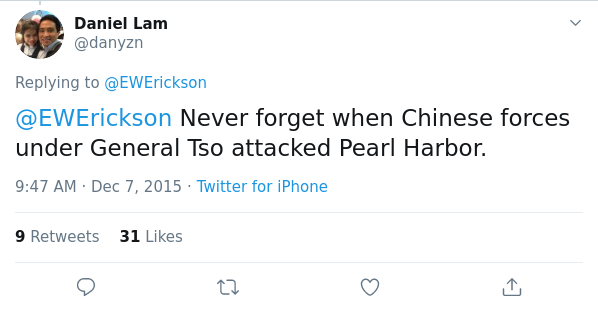 Daniel Lam
@danyzn
Replying to @EWErickson
@EWErickson Never forget when Chinese forces
under General Tso attacked Pearl Harbor.
9:47 AM · Dec 7, 2015 · Twitter for iPhone
9 Retweets 31 Likes